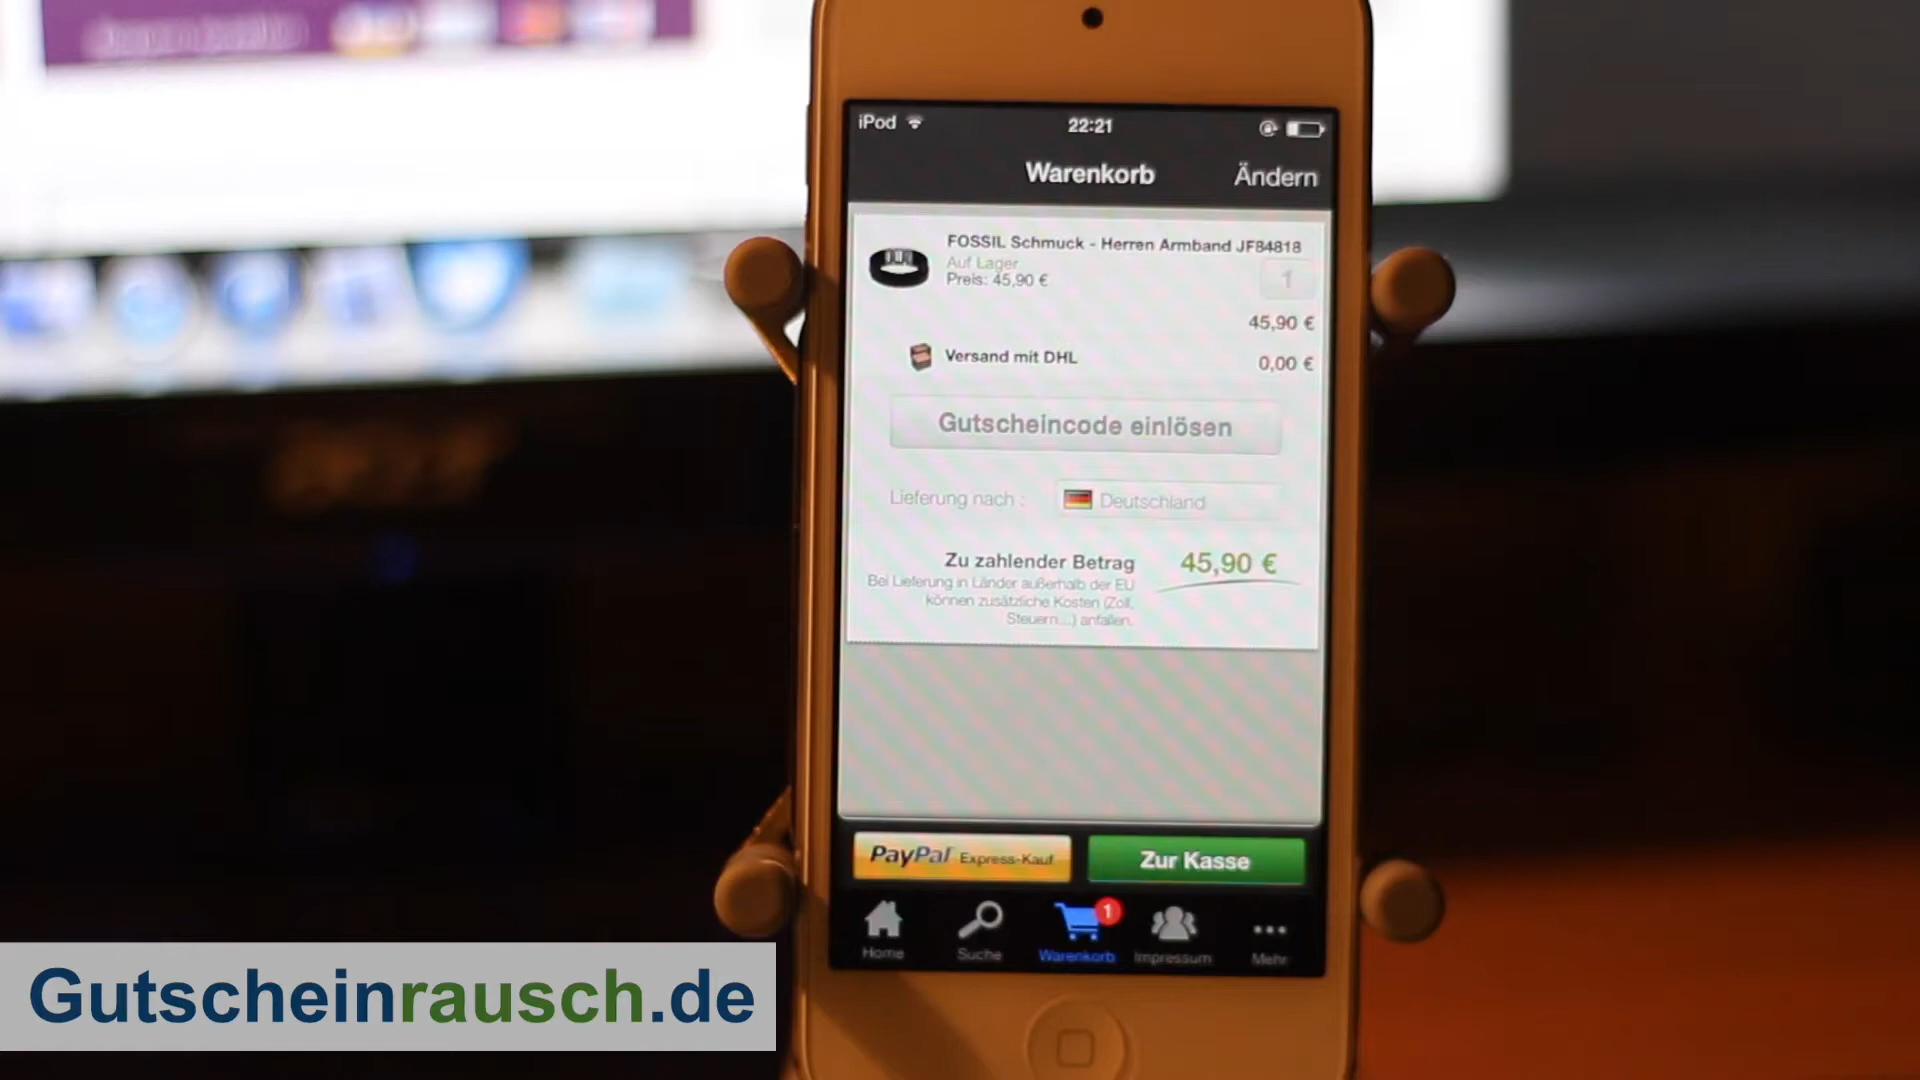 iPod
22:21
Warenkorb
Ändern
FOSSIL Schmuck - Herren Armband JF84818
Auf Lager
Preis: 45,90 €
1
45,90 €
Versand mit DHL
0,00 €
Gutscheincode einlösen
Lieferung nach :
Deutschland
Zu zahlender Betrag
45,90 €
Bei Lieferung in Länder außerhalb der EU
können zusätzliche Kosten (Zoll,
Steuern...) anfallen.
PayPal Express-Kauf
Zur Kasse
1
Home
Suche
Warenkorb
Impressum
Mehr
Gutscheinrausch.de